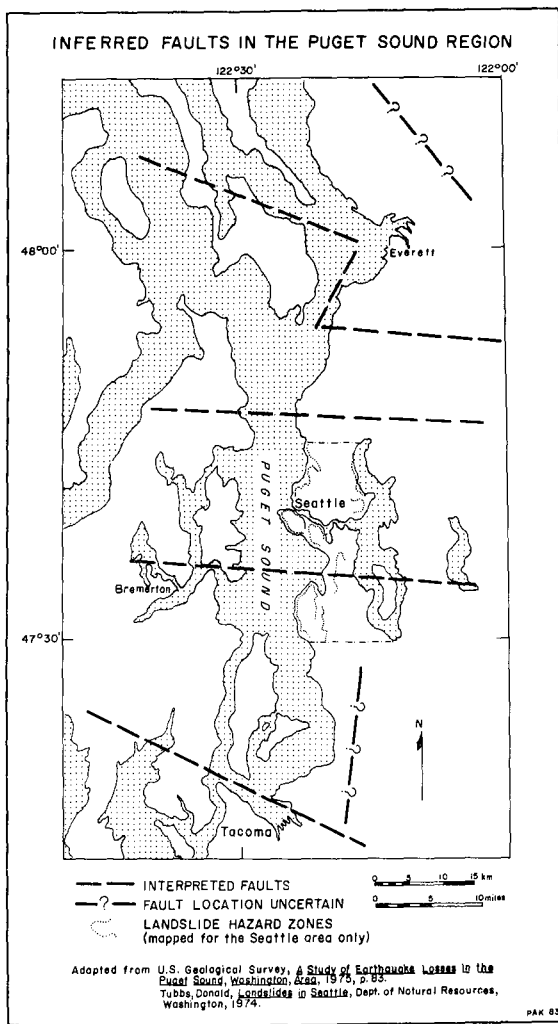 INFERRED FAULTS IN THE PUGET SOUND REGION
122°30'
122°00'
48°00'
Everett
PUGET SOUND
Seattle
Bremerton
47°30'
N
Tacoma
INTERPRETED FAULTS
? FAULT LOCATION UNCERTAIN
LANDSLIDE HAZARD ZONES
(mapped for the Seattle area only)
0 5 10 15 km
0 5 10 miles
Adapted from U.S. Geological Survey, A Study of Earthquake Losses in the
Puget Sound, Washington, Area, 1975, p. 83.
Tubbs, Donald, Landslides in Seattle, Dept. of Natural Resources,
Washington, 1974.
PAK 83